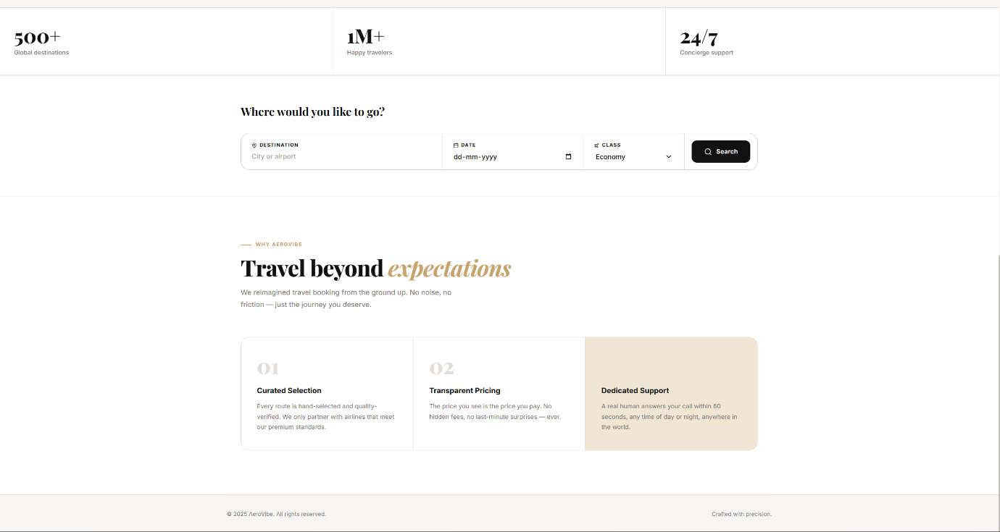 500+
Global destinations
1M+
Happy travelers
24/7
Concierge support
Where would you like to go?
DESTINATION
City or airport
DATE
dd-mm-yyyy
CLASS
Economy
Search
WHY AEROVIBE
Travel beyond expectations
We reimagined travel booking from the ground up. No noise, no
friction — just the journey you deserve.
01
Curated Selection
Every route is hand-selected and quality-
verified. We only partner with airlines that meet
our premium standards.
02
Transparent Pricing
The price you see is the price you pay. No
hidden fees, no last-minute surprises — ever.
Dedicated Support
A real human answers your call within 60
seconds, any time of day or night, anywhere in
the world.
© 2025 AeroVibe. All rights reserved.
Crafted with precision.